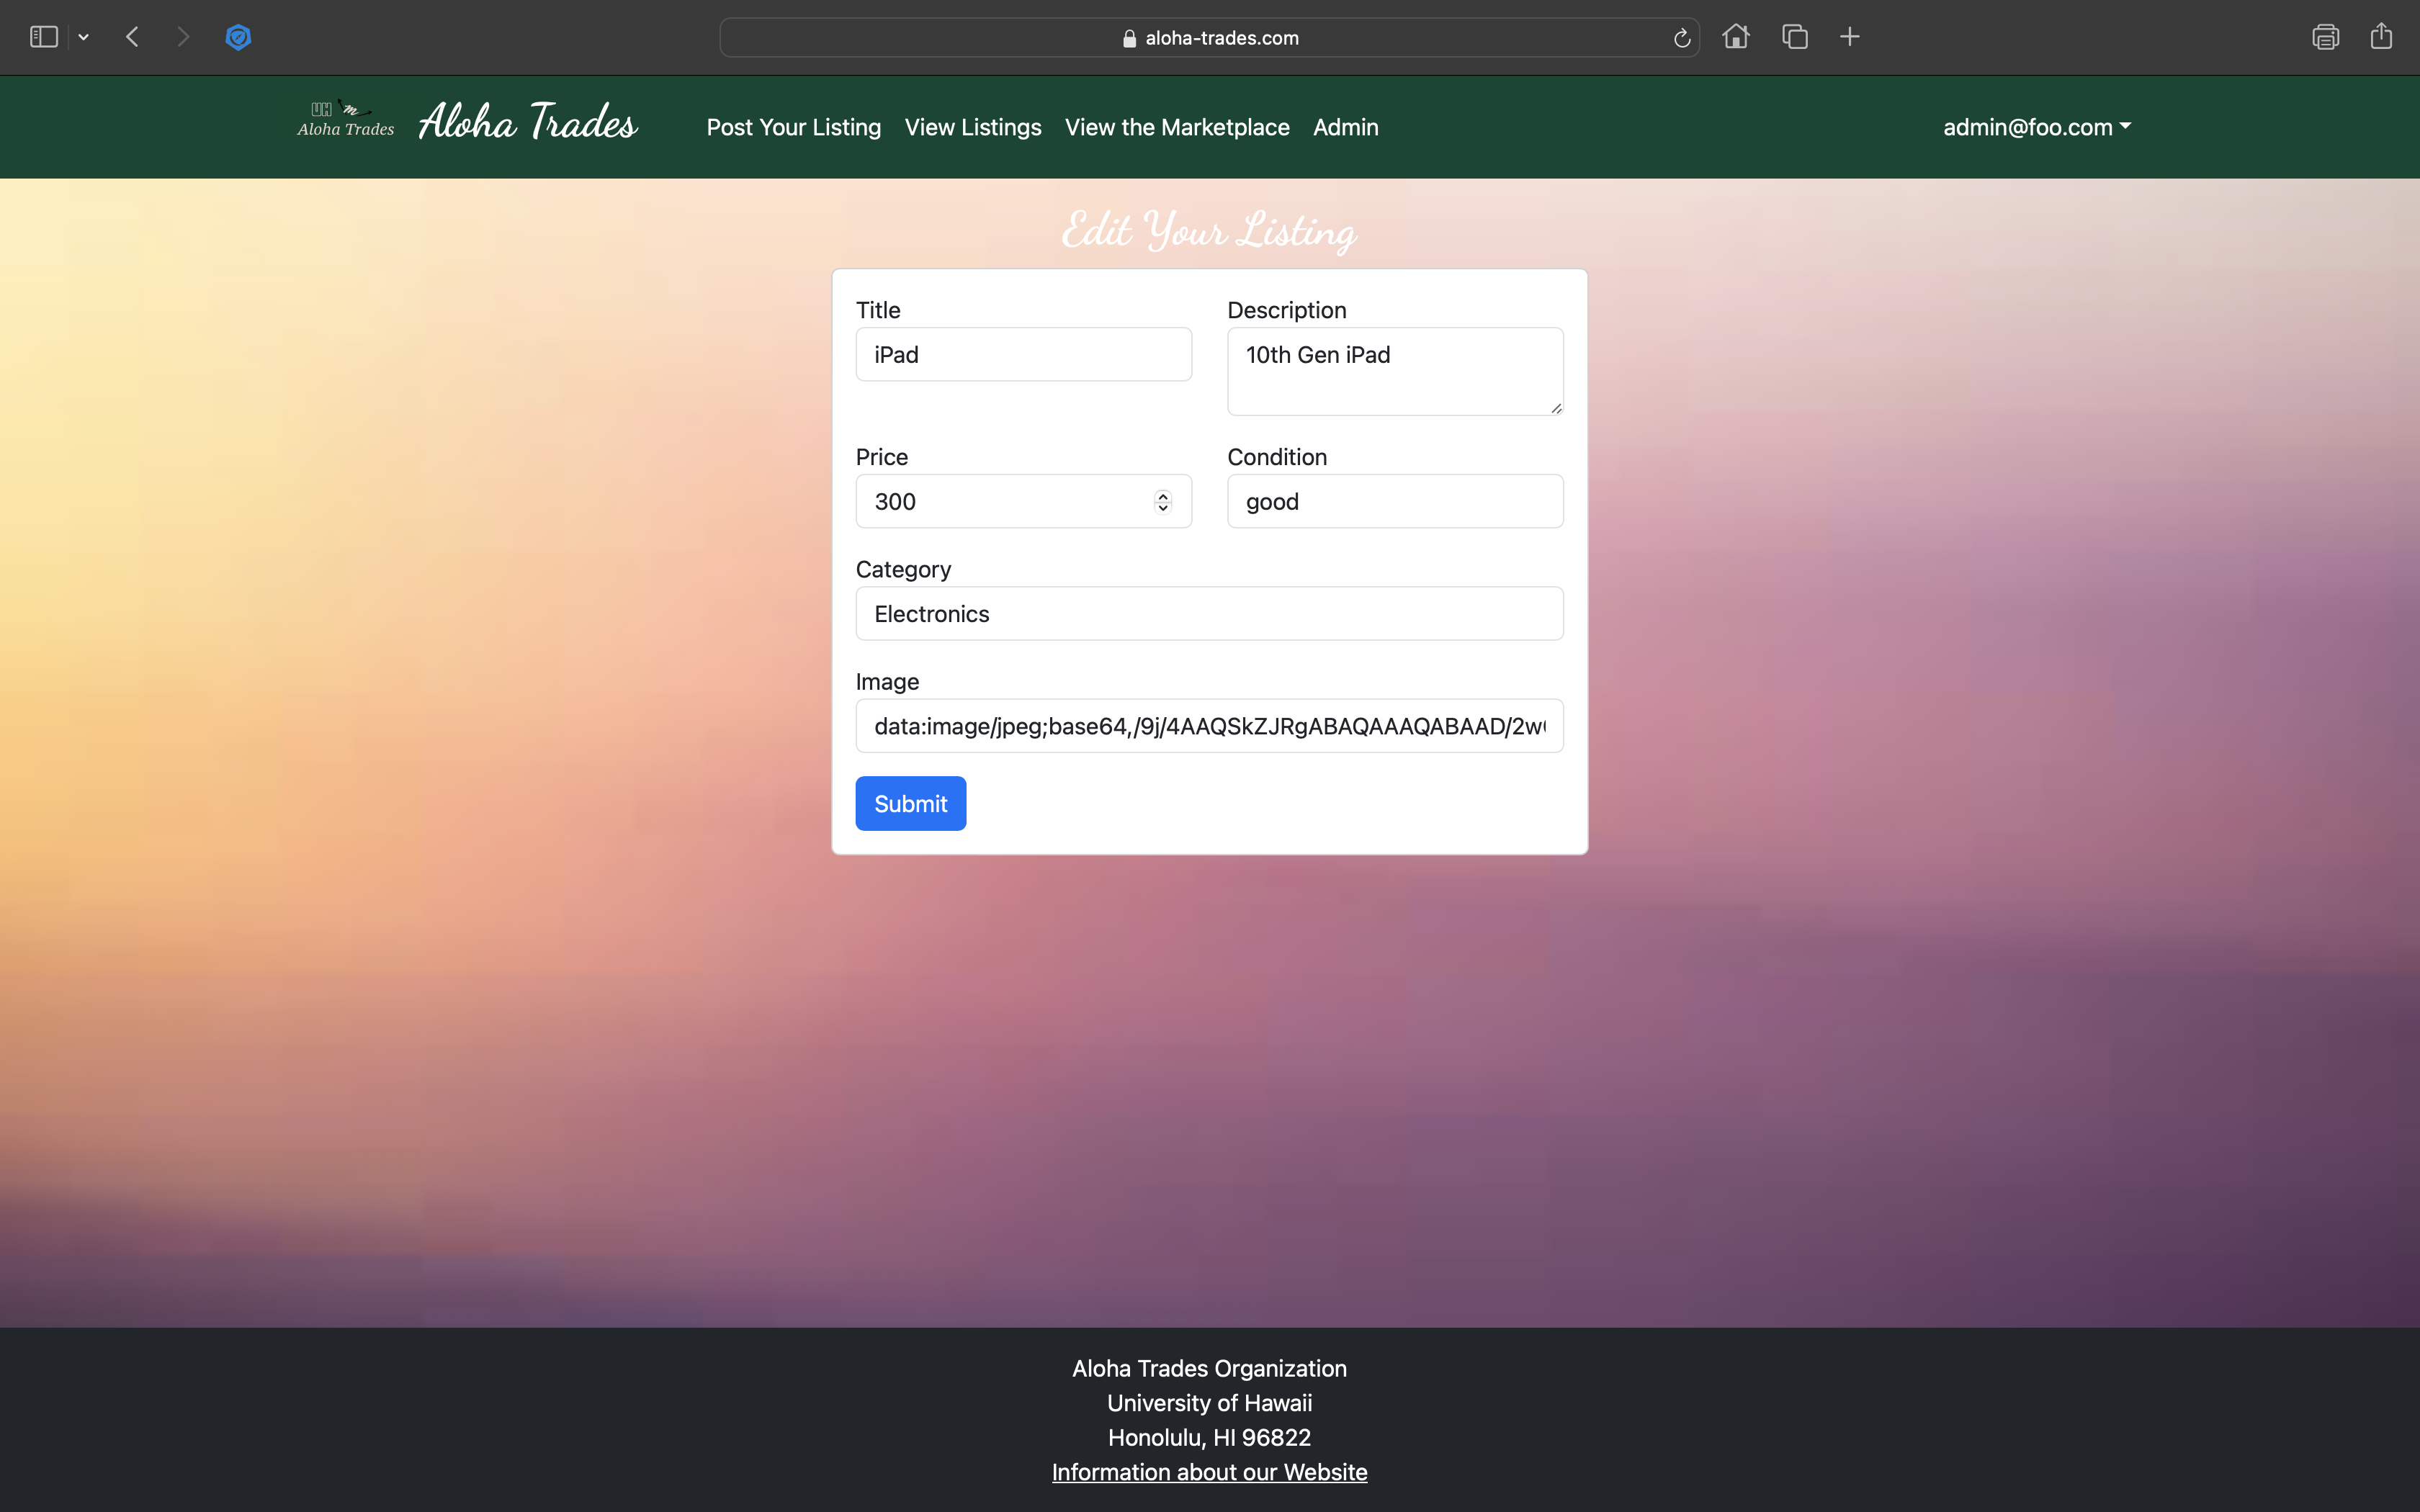 aloha-trades.com
UH m
Aloha Trades
Aloha Trades
Post Your Listing View Listings View the Marketplace Admin
admin@foo.com
Edit Your Listing
Title
iPad
Description
10th Gen iPad
Price
300
Condition
good
Category
Electronics
Image
data:image/jpeg;base64,/9j/4AAQSkZJRgABAQAAAQABAAD/2w
Submit
Aloha Trades Organization
University of Hawaii
Honolulu, HI 96822
Information about our Website